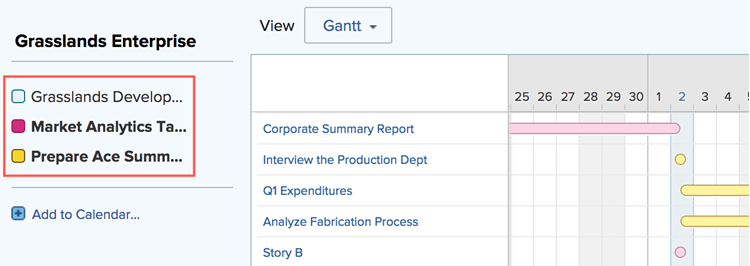 Grasslands Enterprise
Grasslands Develop...
Market Analytics Ta...
Prepare Ace Summ...
Add to Calendar...
View Gantt
25 26 27 28 29 30 1 2 3 4
Corporate Summary Report
Interview the Production Dept
Q1 Expenditures
Analyze Fabrication Process
Story B